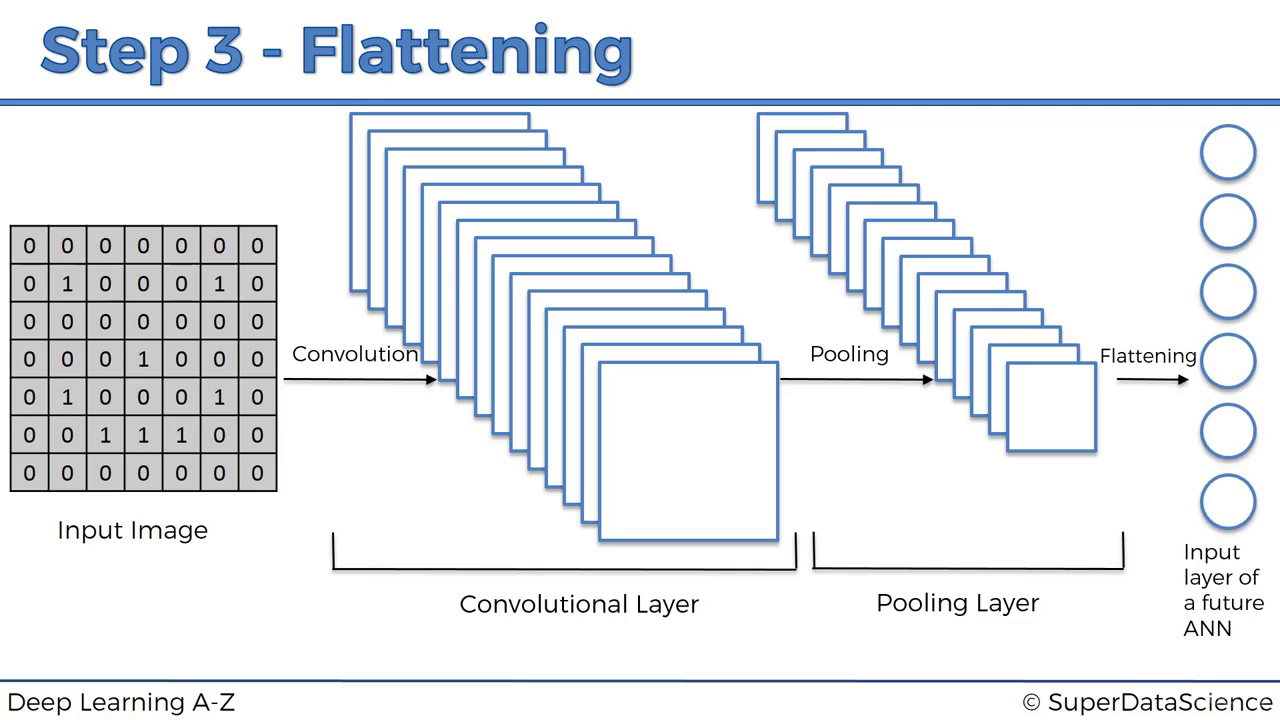 Step 3 - Flattening
0 0 0 0 0 0 0
0 1 0 0 0 1 0
0 0 0 0 0 0 0
0 0 0 1 0 0 0
0 1 0 0 0 1 0
0 0 1 1 1 0 0
0 0 0 0 0 0 0
Input Image
Convolution
Convolutional Layer
Pooling
Pooling Layer
Flattening
Input
layer of
a future
ANN
Deep Learning A-Z
© SuperDataScience